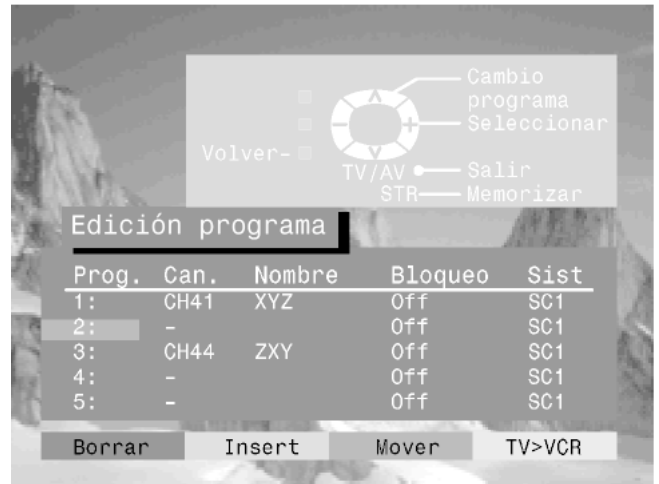 Cambio
programa
Seleccionar
Volver-
TV/AV
Salir
STR
Memorizar
Edición programa
Prog. Can. Nombre Bloqueo Sist
1: CH41 XYZ Off SC1
2: - Off SC1
3: CH44 ZXY Off SC1
4: - Off SC1
5: - Off SC1
Borrar Insert Mover TV>VCR